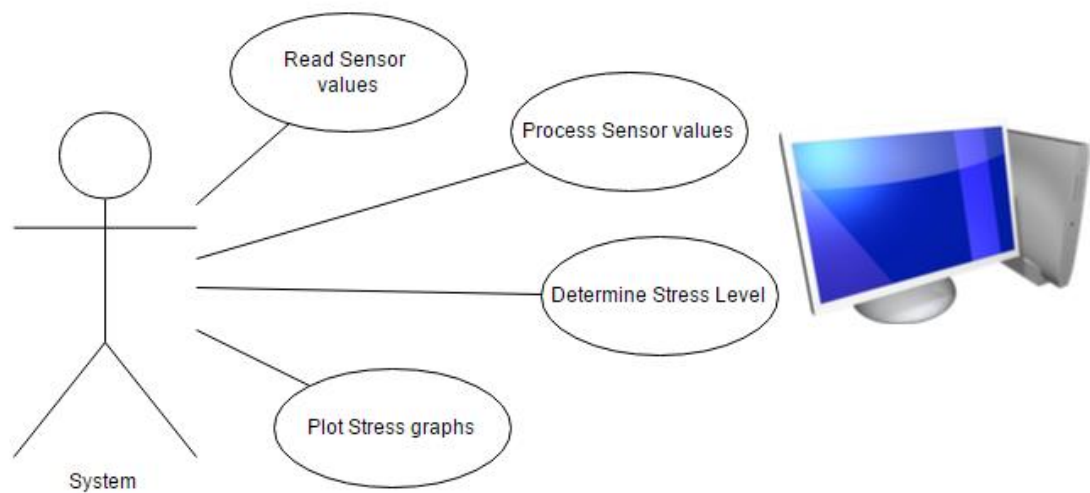 Read Sensor
values
Process Sensor values
Determine Stress Level
Plot Stress graphs
System